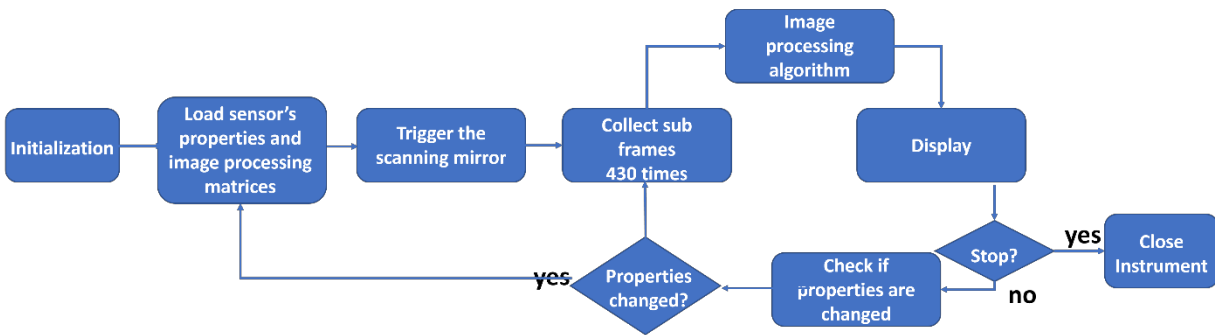 Initialization
Load sensor's
properties and
image processing
matrices
Trigger the
scanning mirror
Collect sub
frames
430 times
Image
processing
algorithm
Display
Stop?
yes
Close
Instrument
no
Check if
properties are
changed
Properties
changed?
yes